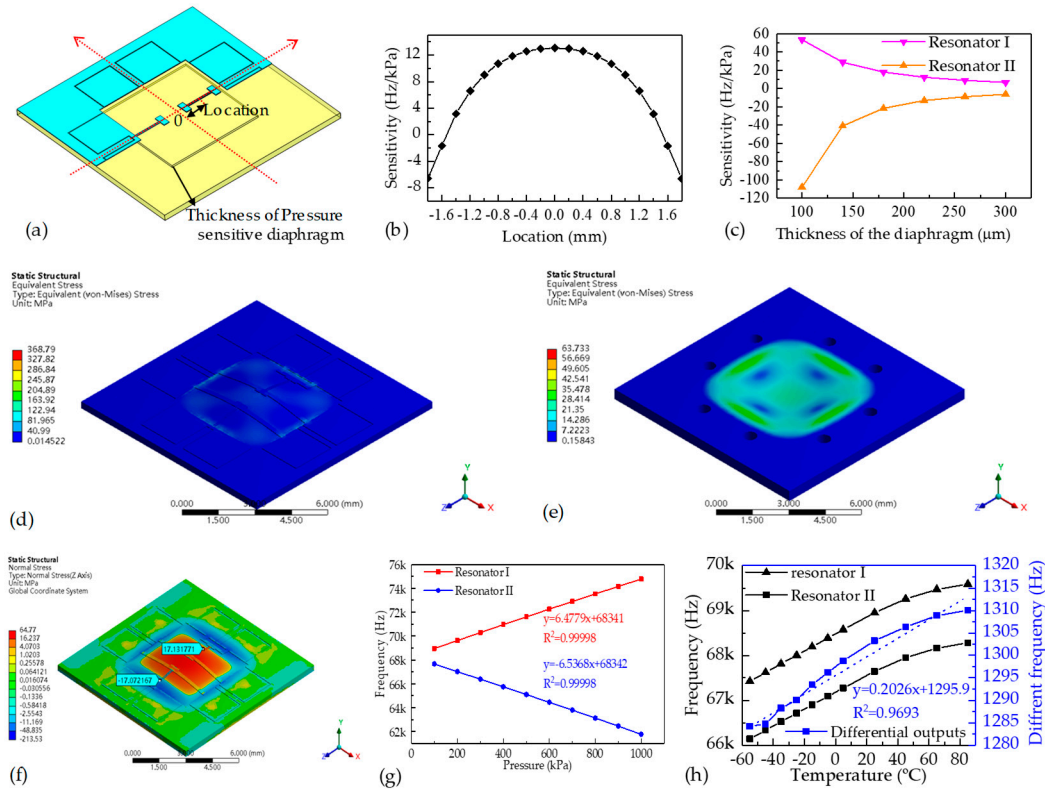 0
Location
Thickness of Pressure
sensitive diaphragm
(a)
12
8
4
0
-4
-8
Sensitivity (Hz/kPa)
-1.6 -1.2 -0.8 -0.4 0.0 0.4 0.8 1.2 1.6
Location (mm)
(b)
60
40
20
0
-20
-40
-60
-80
-100
-120
Sensitivity (Hz/kPa)
Resonator I
Resonator II
100 150 200 250 300
Thickness of the diaphragm (μm)
(c)
Static Structural
Equivalent Stress
Type: Equivalent (von-Mises) Stress
Unit: MPa
368.79
327.82
286.84
245.87
204.89
163.92
122.94
81.965
40.99
0.014522
0.000 6.000 (mm)
1.500 4.500
Y
Z X
(d)
Static Structural
Equivalent Stress
Type: Equivalent (von-Mises) Stress
Unit: MPa
63.733
56.669
49.605
42.541
35.478
28.414
21.35
14.286
7.2223
0.15843
0.000 6.000 (mm)
1.500 4.500
Y
Z X
(e)
Static Structural
Normal Stress
Type: Normal Stress(Z Axis)
Unit: MPa
Global Coordinate System
64.77
16.237
4.0703
1.0203
0.25578
0.064121
0.016074
-0.030556
-0.1336
-0.58418
-2.5543
-11.169
-48.835
-213.53
17.131771
-17.072167
0.000 6.000 (mm)
1.500 4.500
Y
Z X
(f)
76k
74k
72k
70k
68k
66k
64k
62k
Frequency (Hz)
Resonator I
Resonator II
y=6.4779x+68341
R²=0.99998
y=-6.5368x+68342
R²=0.99998
0 200 400 600 800 1000
Pressure (kPa)
(g)
70k
69k
68k
67k
66k
Frequency (Hz)
resonator I
Resonator II
y=0.2026x+1295.9
R²=0.9693
Differential outputs
1320
1315
1310
1305
1300
1295
1290
1285
1280
Diffrent frequency (Hz)
-60 -40 -20 0 20 40 60 80
Temperature (ºC)
(h)